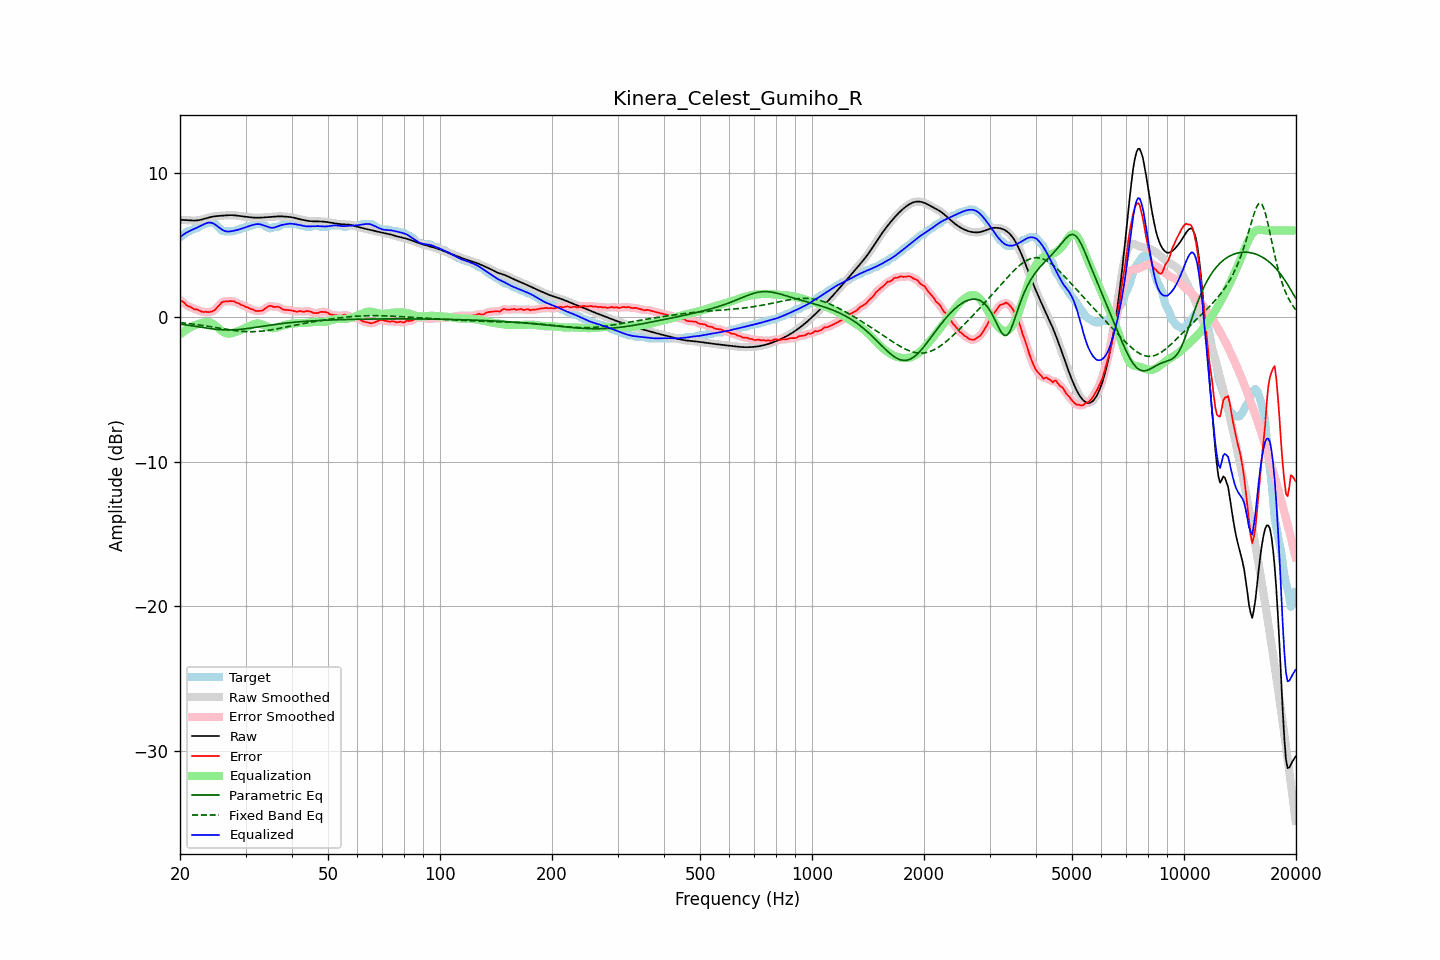 Kinera_Celest_Gumiho_R
10
0
−10
−20
−30
Amplitude (dBr)
20
50
100
200
500
1000
2000
5000
10000
20000
Frequency (Hz)
Target
Raw Smoothed
Error Smoothed
Raw
Error
Equalization
Parametric Eq
Fixed Band Eq
Equalized